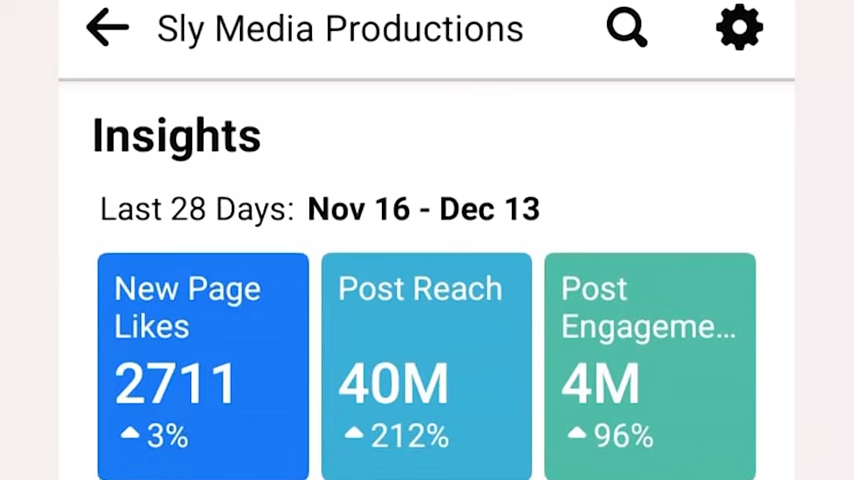 Sly Media Productions
Insights
Last 28 Days: Nov 16 - Dec 13
New Page
Likes
2711
3%
Post Reach
40M
212%
Post
Engageme...
4M
96%